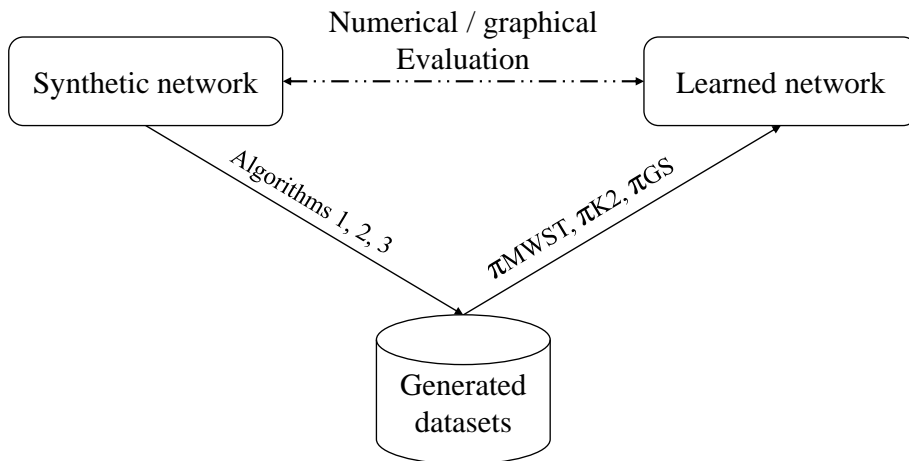 Numerical / graphical
Evaluation
Synthetic network
Learned network
Algorithms 1, 2, 3
πMWST, πK2, πGS
Generated
datasets